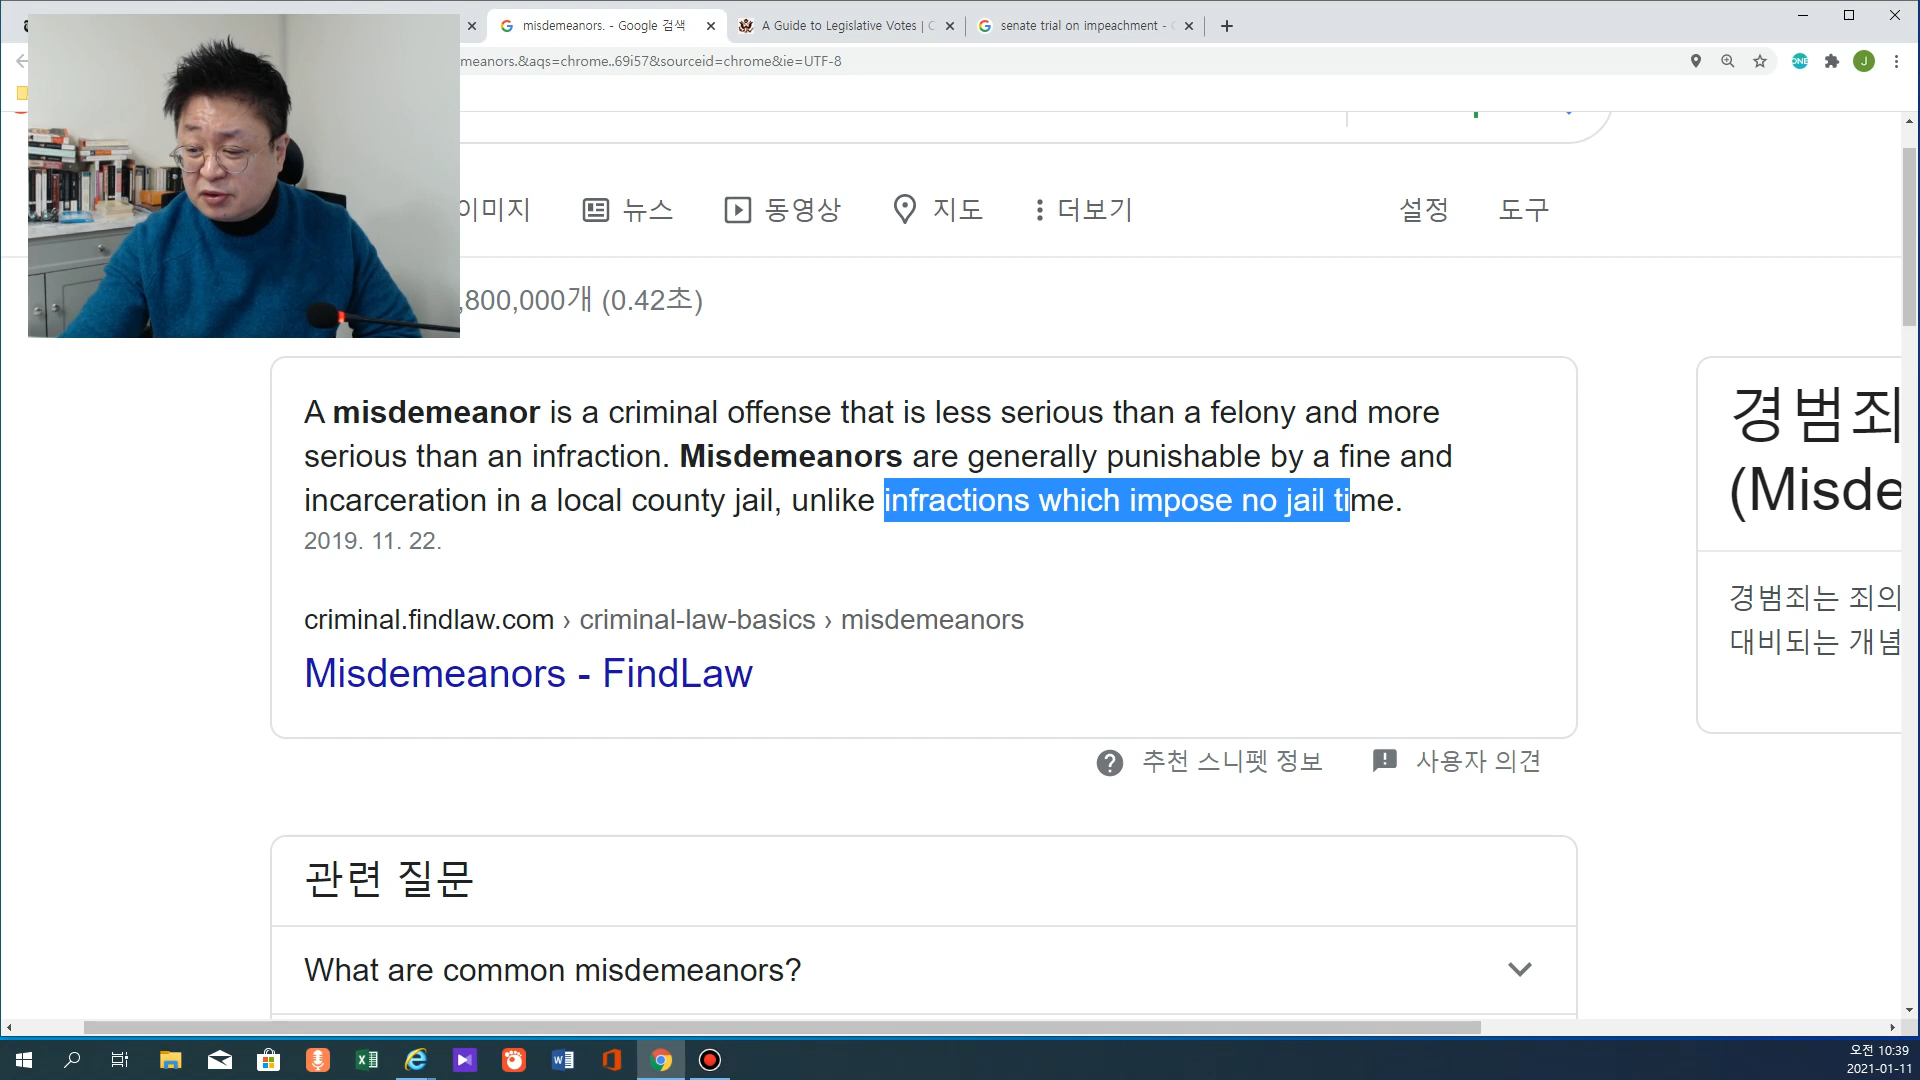 misdemeanors. - Google 검색
A Guide to Legislative Votes | C
senate trial on impeachment -
meanors.&aqs=chrome..69i57&sourceid=chrome&ie=UTF-8
ONE
J
이미지
뉴스
동영상
지도
더보기
설정
도구
,800,000개 (0.42초)
A misdemeanor is a criminal offense that is less serious than a felony and more
serious than an infraction. Misdemeanors are generally punishable by a fine and
incarceration in a local county jail, unlike infractions which impose no jail time.
2019. 11. 22.
criminal.findlaw.com › criminal-law-basics › misdemeanors
Misdemeanors - FindLaw
경범죄
(Misde
경범죄는 죄의
대비되는 개념
추천 스니펫 정보
사용자 의견
관련 질문
What are common misdemeanors?
오전 10:39
2021-01-11